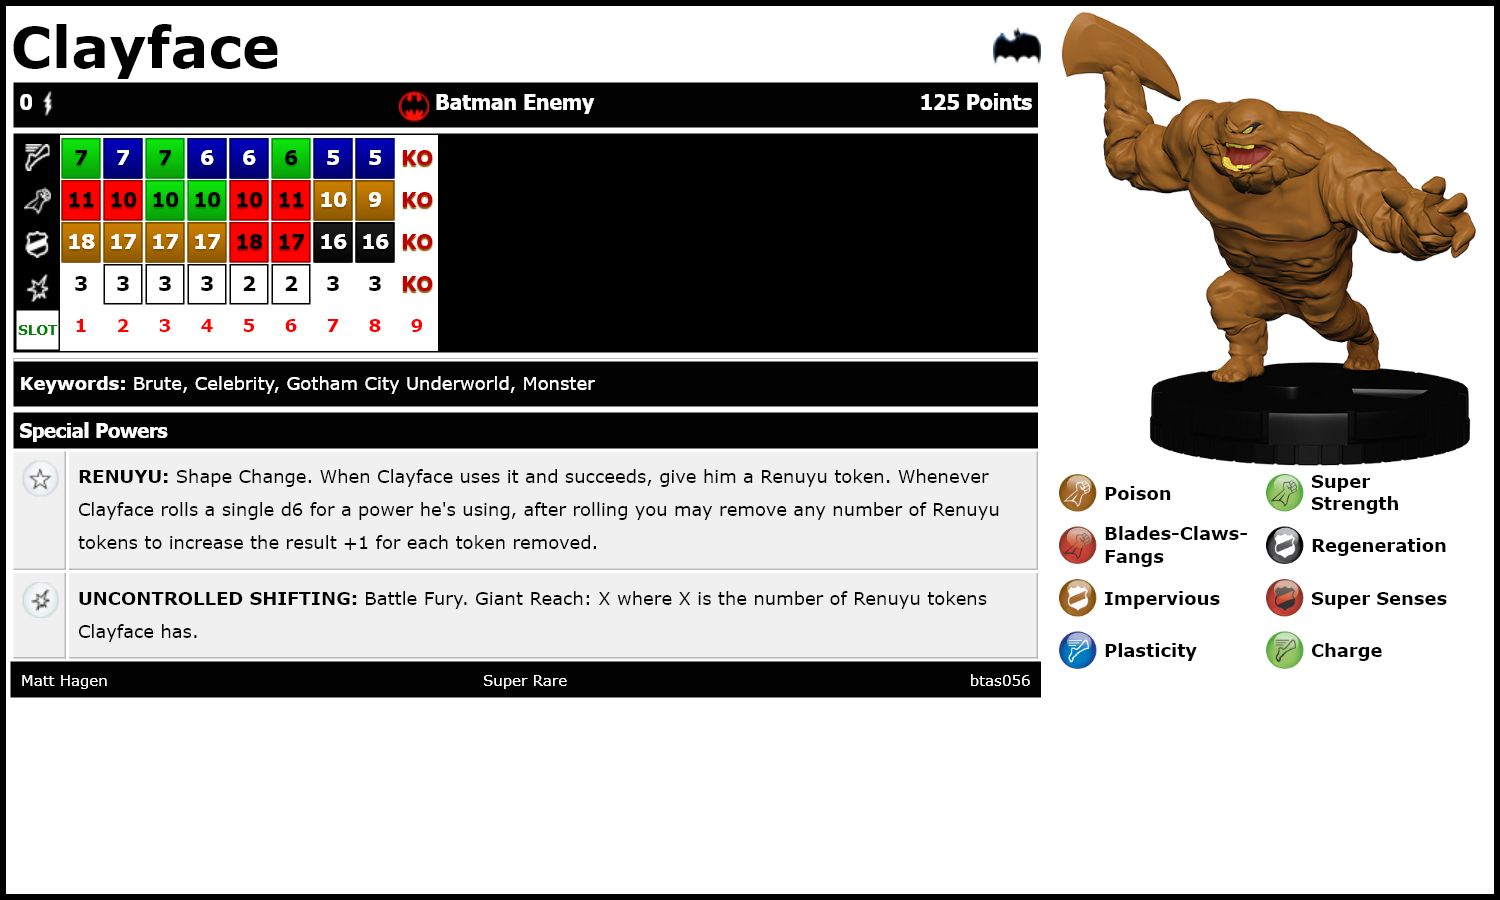 Clayface
0 Batman Enemy 125 Points
7 7 7 6 6 6 5 5 KO
11 10 10 10 10 11 10 9 KO
18 17 17 17 18 17 16 16 KO
3 3 3 3 2 2 3 3 KO
SLOT 1 2 3 4 5 6 7 8 9
Keywords: Brute, Celebrity, Gotham City Underworld, Monster
Special Powers
RENUYU: Shape Change. When Clayface uses it and succeeds, give him a Renuyu token. Whenever
Clayface rolls a single d6 for a power he's using, after rolling you may remove any number of Renuyu
tokens to increase the result +1 for each token removed.
UNCONTROLLED SHIFTING: Battle Fury. Giant Reach: X where X is the number of Renuyu tokens
Clayface has.
Matt Hagen Super Rare btas056
Poison
Super
Strength
Blades-Claws-
Fangs
Regeneration
Impervious
Super Senses
Plasticity
Charge